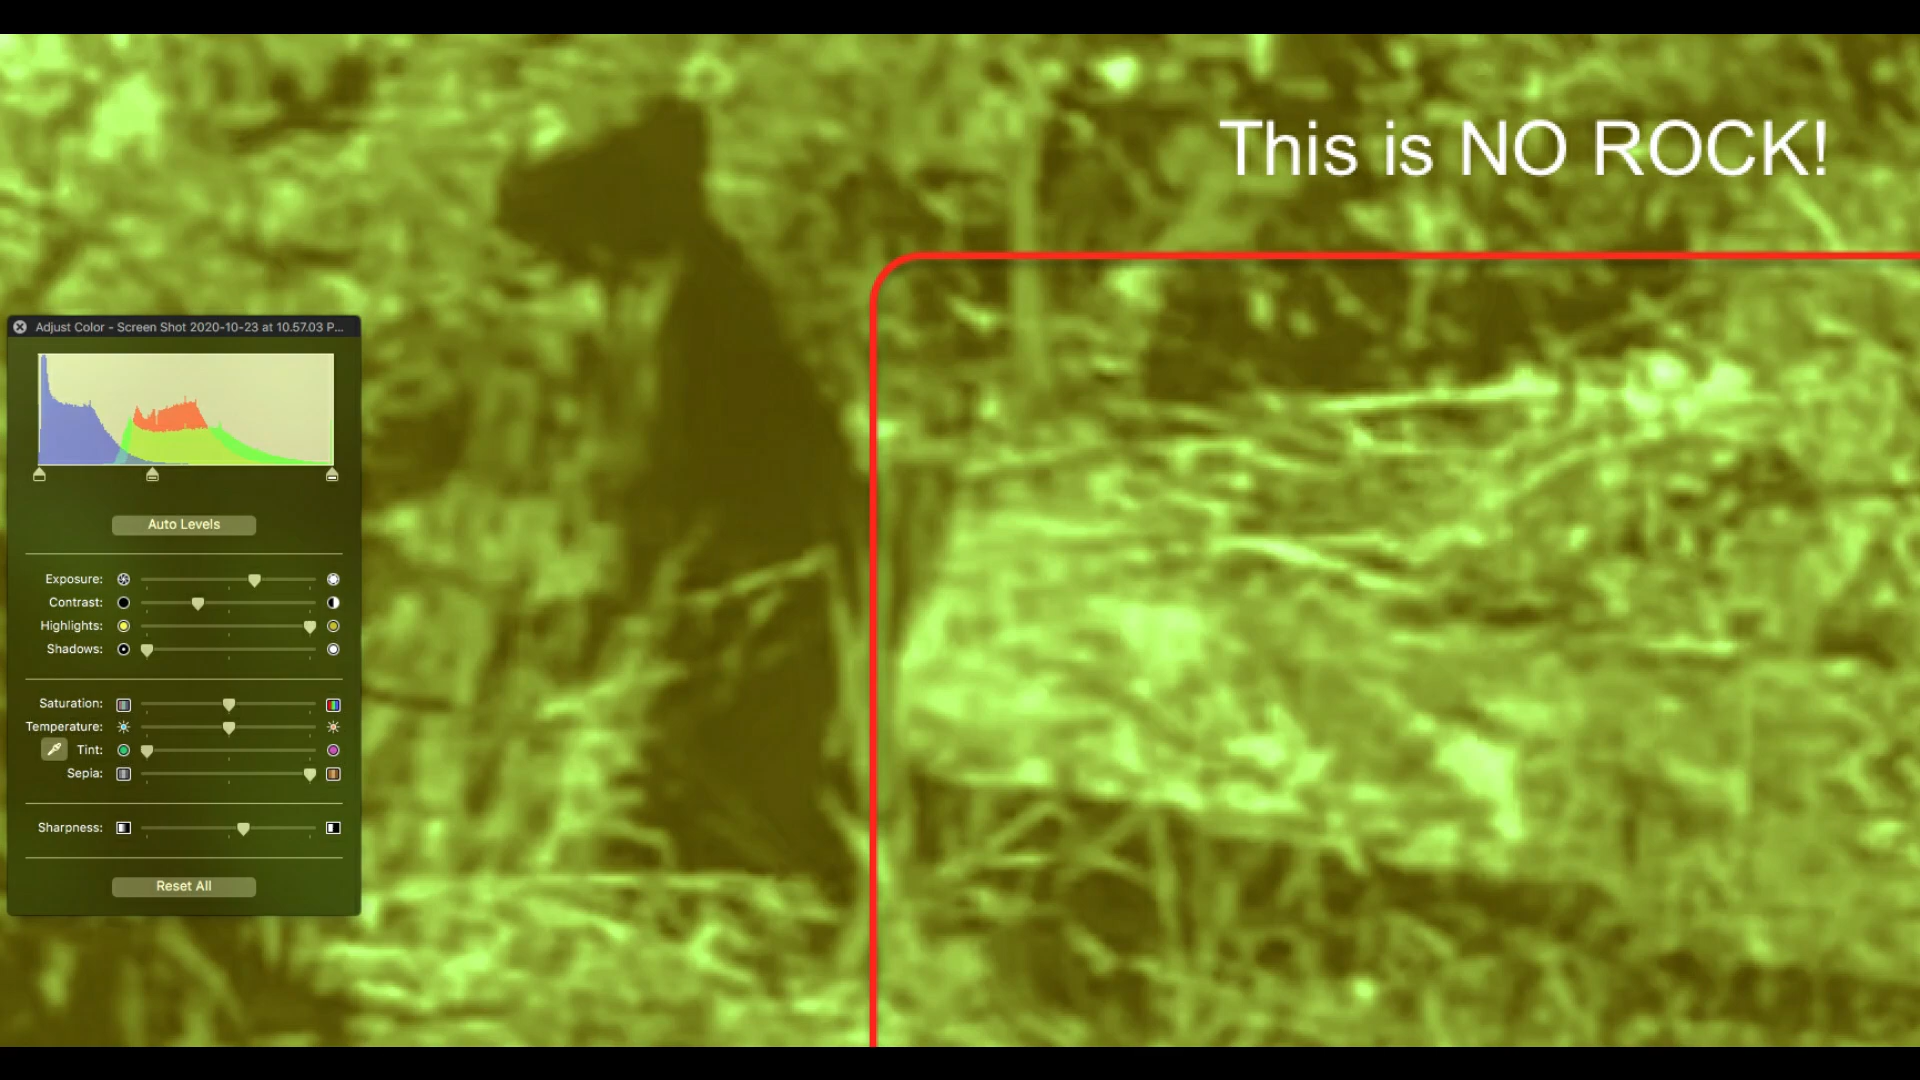 This is NO ROCK!
Adjust Color - Screen Shot 2020-10-23 at 10.57.03 P...
Auto Levels
Exposure:
Contrast:
Highlights:
Shadows:
Saturation:
Temperature:
Tint:
Sepia:
Sharpness:
Reset All